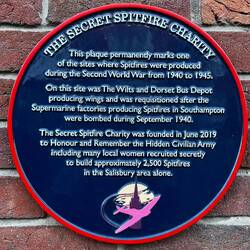 THE SECRET SPITFIRE CHARITY
This plaque permanently marks one
of the sites where Spitfires were produced
during the Second World War from 1940 to 1945.
On this site was The Wilts and Dorset Bus Depot
producing wings and was requisitioned after the
Supermarine factories producing Spitfires in Southampton
were bombed during September 1940.
The Secret Spitfire Charity was founded in June 2019
to Honour and Remember the Hidden Civilian Army
including many local women recruited secretly
to build approximately 2,500 Spitfires
in the Salisbury area alone.